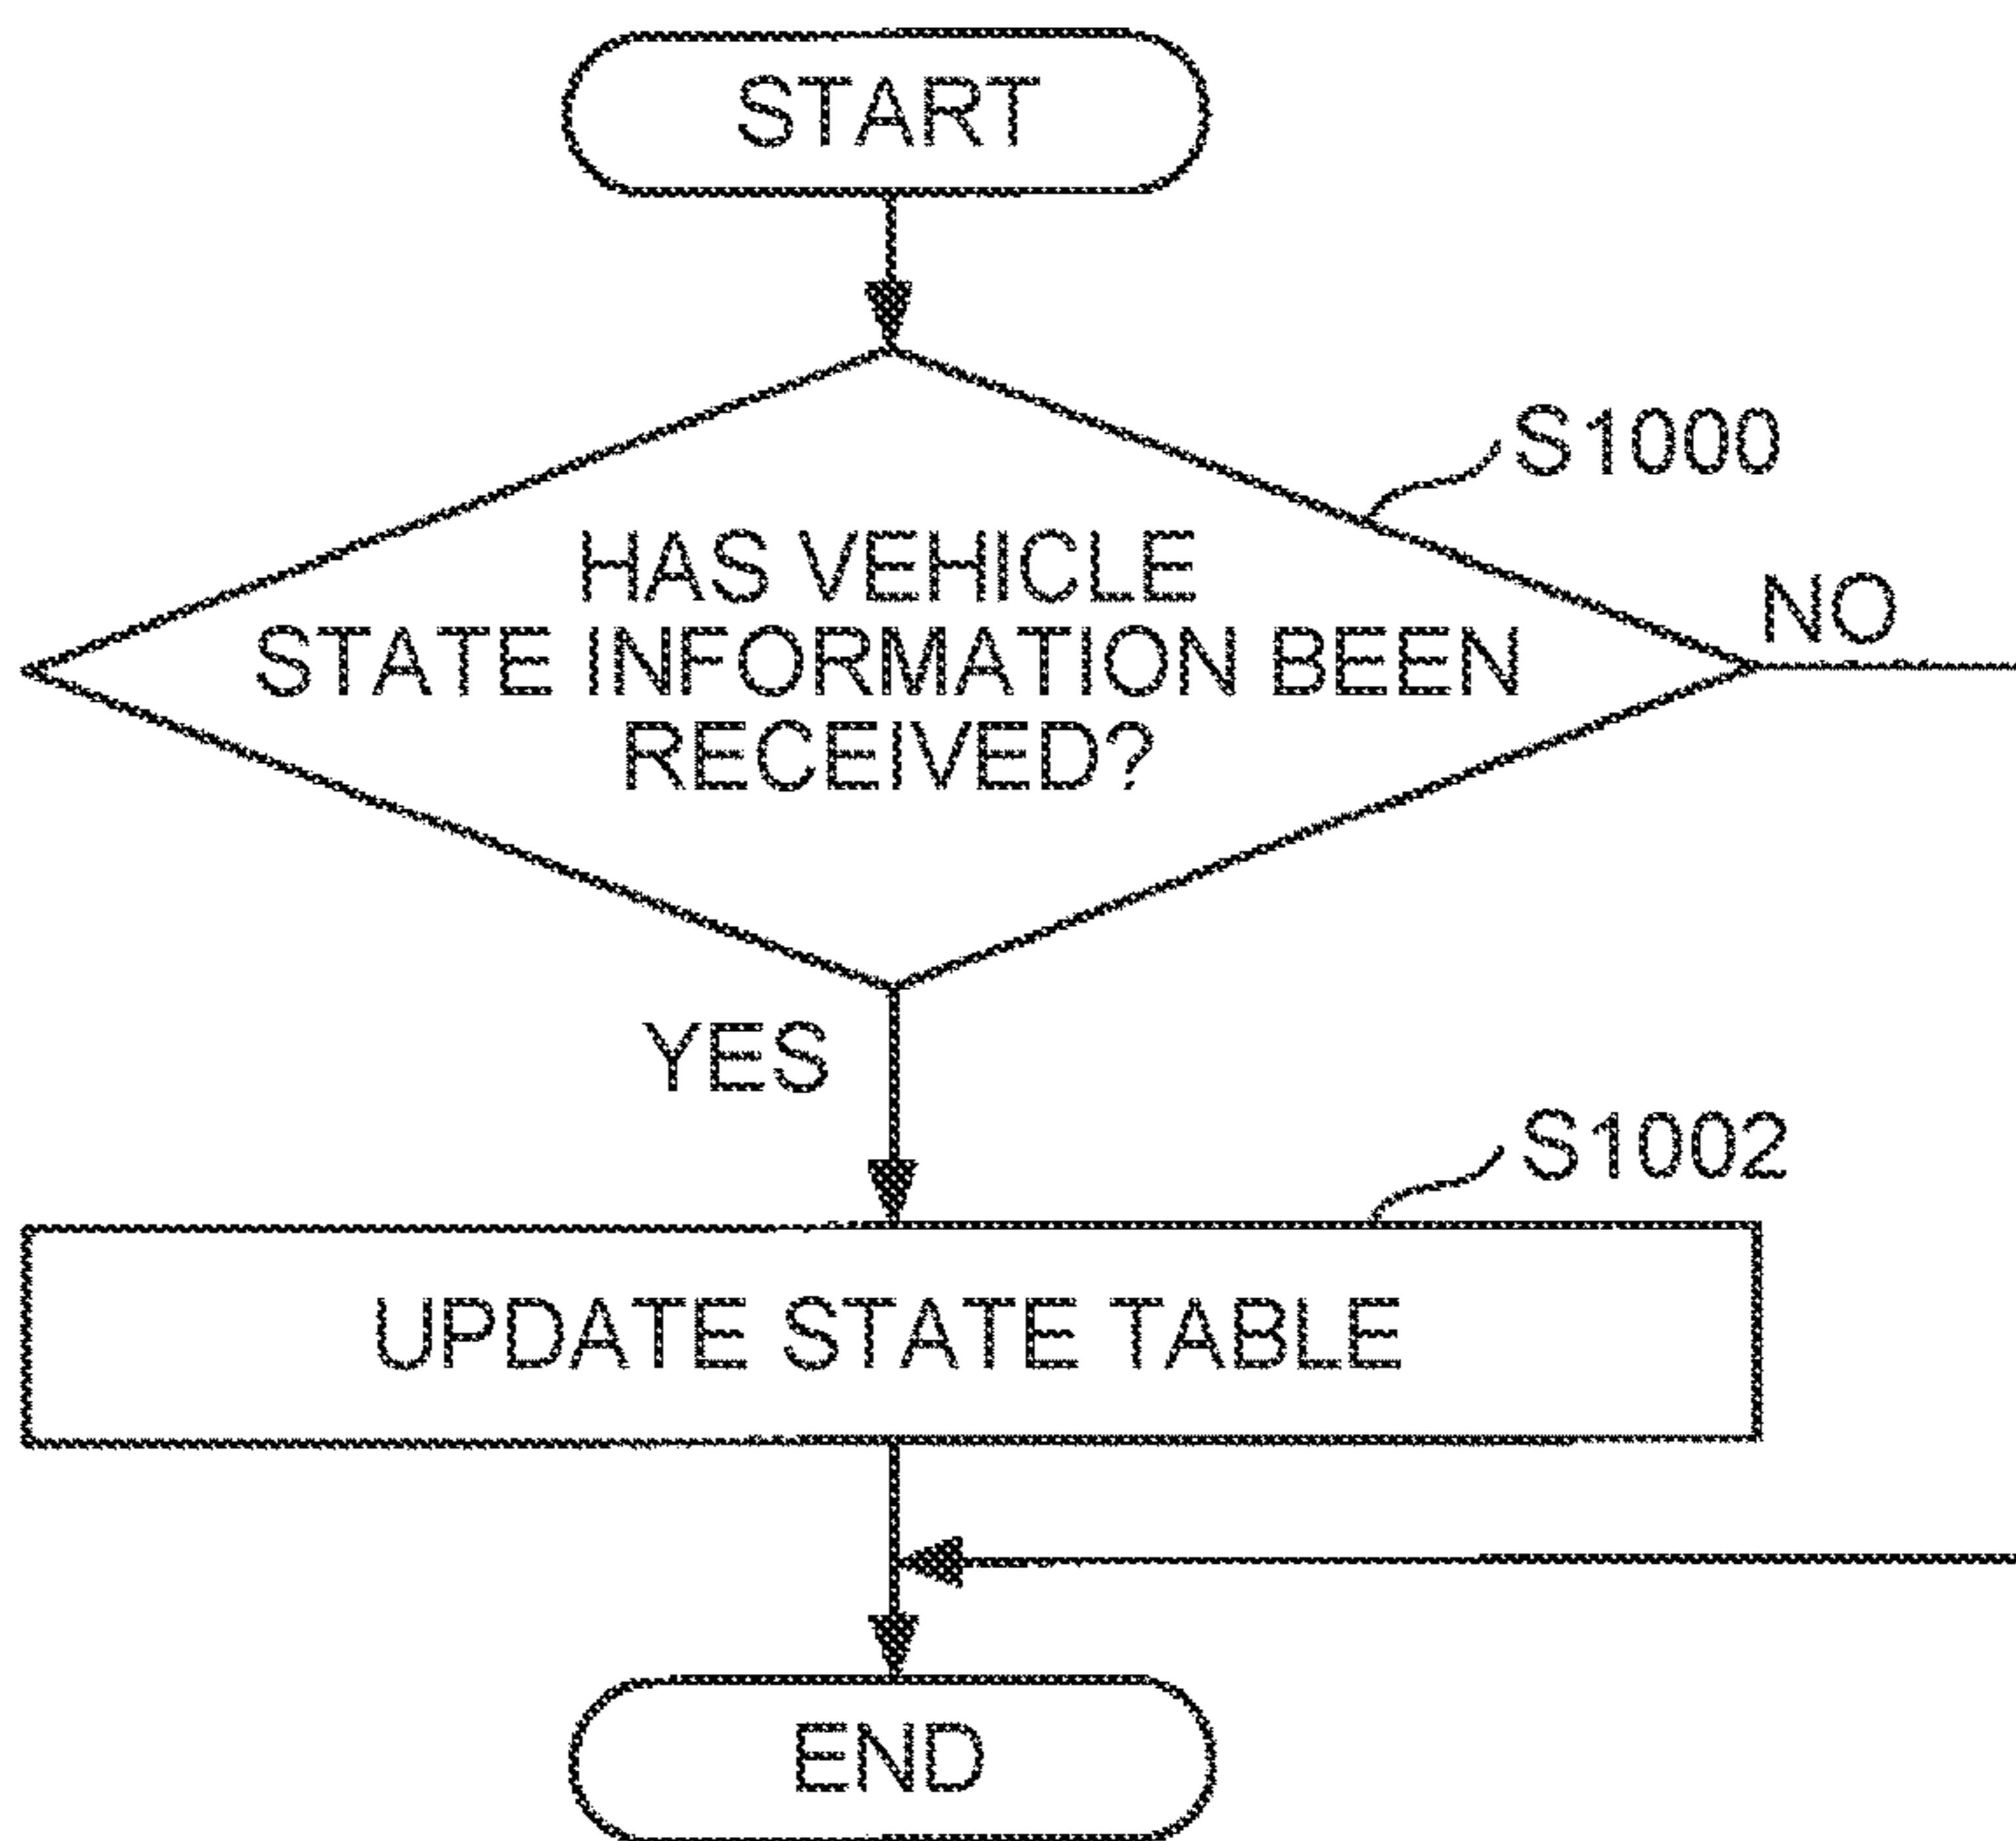 START
S1000
HAS VEHICLE
STATE INFORMATION BEEN
RECEIVED?
NO
YES
S1002
UPDATE STATE TABLE
END